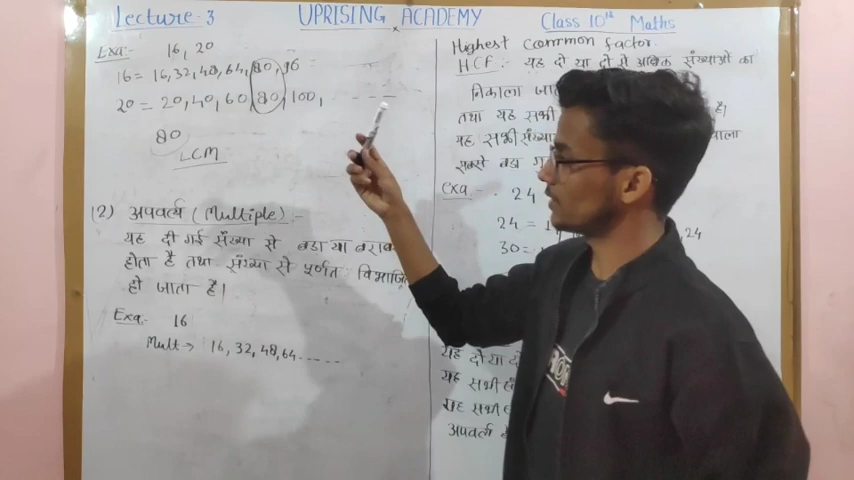 Lecture-3
UPRISING ACADEMY
Class 10th Maths
Exa:- 16, 20
16 = 16, 32, 48, 64, 80, 96
20 = 20, 40, 60, 80, 100,
80
LCM
(2) अपवर्त्य (Multiple) :-
यह दी गई संख्या से बडा या बराब
होता है तथा संख्या से पूर्णत: विभाजि
हो जाता है।
Exa:- 16
Mult → 16, 32, 48, 64 -----
Highest common factor.
HCF:- यह दो या दो से अधिक संख्याओं का
निकाला जा है।
तथा यह सभी
यह सभी संख्या वाला
सबसे बडा
exa:- 24
24 = 1 , 24
30 =
यह दो या दो
यह सभी
यह सभी
अपवर्त्य